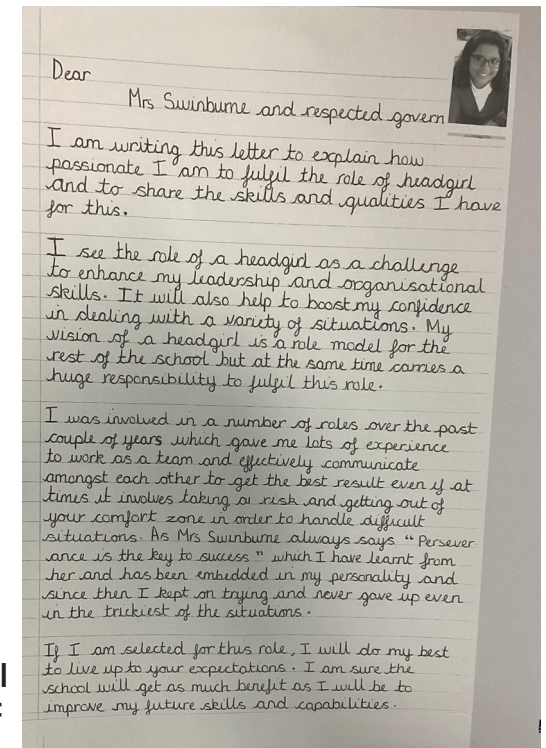 Dear
Mrs Swinburne and respected govern
I am writing this letter to explain how
passionate I am to fulfil the role of headgirl
and to share the skills and qualities I have
for this.
I see the role of a headgirl as a challenge
to enhance my leadership and organisational
skills. It will also help to boost my confidence
in dealing with a variety of situations. My
vision of a headgirl is a role model for the
rest of the school but at the same time carries a
huge responsibility to fulfil this role.
I was involved in a number of roles over the past
couple of years which gave me lots of experience
to work as a team and effectively communicate
amongst each other to get the best result even if at
times it involves taking a risk and getting out of
your comfort zone in order to handle difficult
situations. As Mrs Swinburne always says "Persever
ance is the key to success" which I have learnt from
her and has been embedded in my personality and
since then I kept on trying and never gave up even
in the trickiest of the situations.
If I am selected for this role, I will do my best
to live up to your expectations. I am sure the
school will get as much benefit as I will be to
improve my future skills and capabilities.